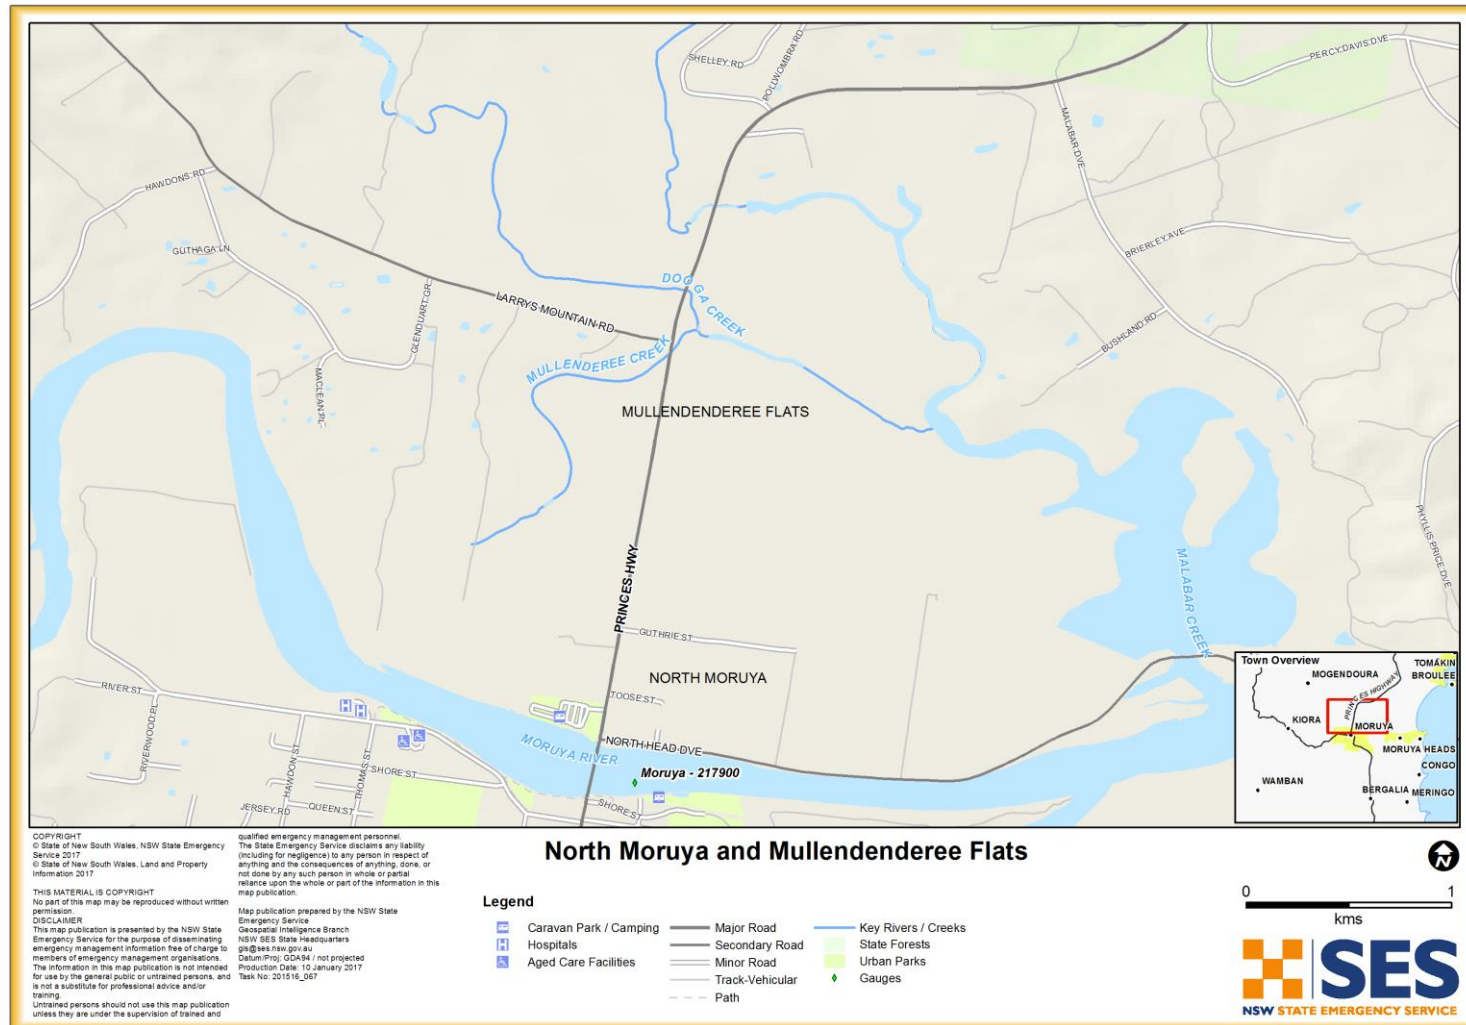 SHELLEY RD
POLLWOMBRA RD
PERCY DAVIS DVE
MALABAR DVE
HAWDONS RD
GUTHAGA LN
BRIERLEY AVE
DOOGA CREEK
LARRYS MOUNTAIN RD
GLENDUART GR
BUSHLAND RD
MULLENDEREE CREEK
MACLEAN PL
MULLENDENDEREE FLATS
PHYLLIS PRICE DVE
PRINCES HWY
MALABAR CREEK
GUTHRIE ST
NORTH MORUYA
RIVER ST
TOOSE ST
RIVERWOOD PL
HAWDON ST
THOMAS ST
MORUYA RIVER
NORTH HEAD DVE
SHORE ST
Moruya - 217900
JERSEY RD
QUEEN ST
SHORE ST
Town Overview
TOMAKIN
MOGENDOURA
BROULEE
PRINCES HIGHWAY
KIORA
MORUYA
MORUYA HEADS
CONGO
WAMBAN
BERGALIA
MERINGO
COPYRIGHT
© State of New South Wales, NSW State Emergency
Service 2017
© State of New South Wales, Land and Property
Information 2017
THIS MATERIAL IS COPYRIGHT
No part of this map may be reproduced without written
permission.
DISCLAIMER
This map publication is presented by the NSW State
Emergency Service for the purpose of disseminating
emergency management information free of charge to
members of emergency management organisations.
The information in this map publication is not intended
for use by the general public or untrained persons, and
is not a substitute for professional advice and/or
training.
Untrained persons should not use this map publication
unless they are under the supervision of trained and
qualified emergency management personnel.
The State Emergency Service disclaims any liability
(including for negligence) to any person in respect of
anything and the consequences of anything, done, or
not done by any such person in whole or partial
reliance upon the whole or part of the information in this
map publication.
Map publication prepared by the NSW State
Emergency Service
Geospatial Intelligence Branch
NSW SES State Headquarters
gis@ses.nsw.gov.au
Datum/Proj: GDA94 / not projected
Production Date: 10 January 2017
Task No: 201516_067
North Moruya and Mullendenderee Flats
Legend
Caravan Park / Camping
Hospitals
Aged Care Facilities
Major Road
Secondary Road
Minor Road
Track-Vehicular
Path
Key Rivers / Creeks
State Forests
Urban Parks
Gauges
N
0 1
kms
SES
NSW STATE EMERGENCY SERVICE